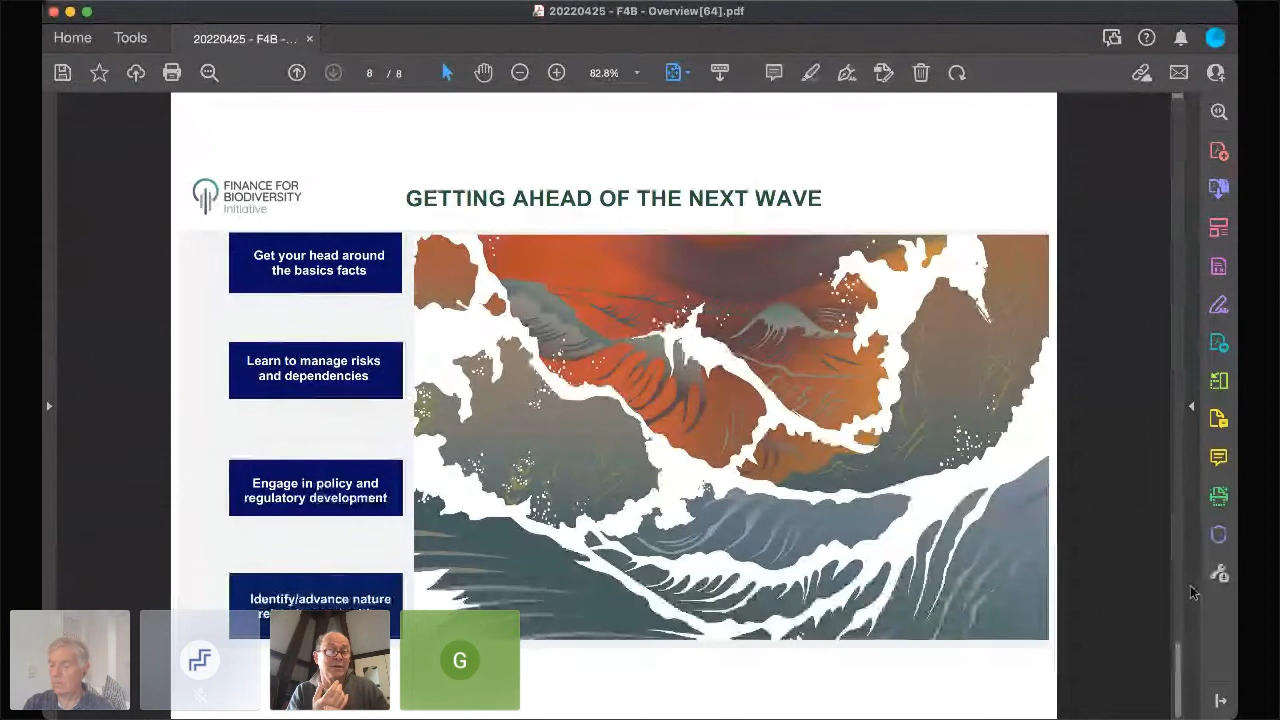 20220425 - F4B - Overview[64].pdf
Home
Tools
20220425 - F4B -... ×
8 / 8
82.8%
FINANCE FOR
BIODIVERSITY
Initiative
GETTING AHEAD OF THE NEXT WAVE
Get your head around
the basics facts
Learn to manage risks
and dependencies
Engage in policy and
regulatory development
Identify/advance nature
G